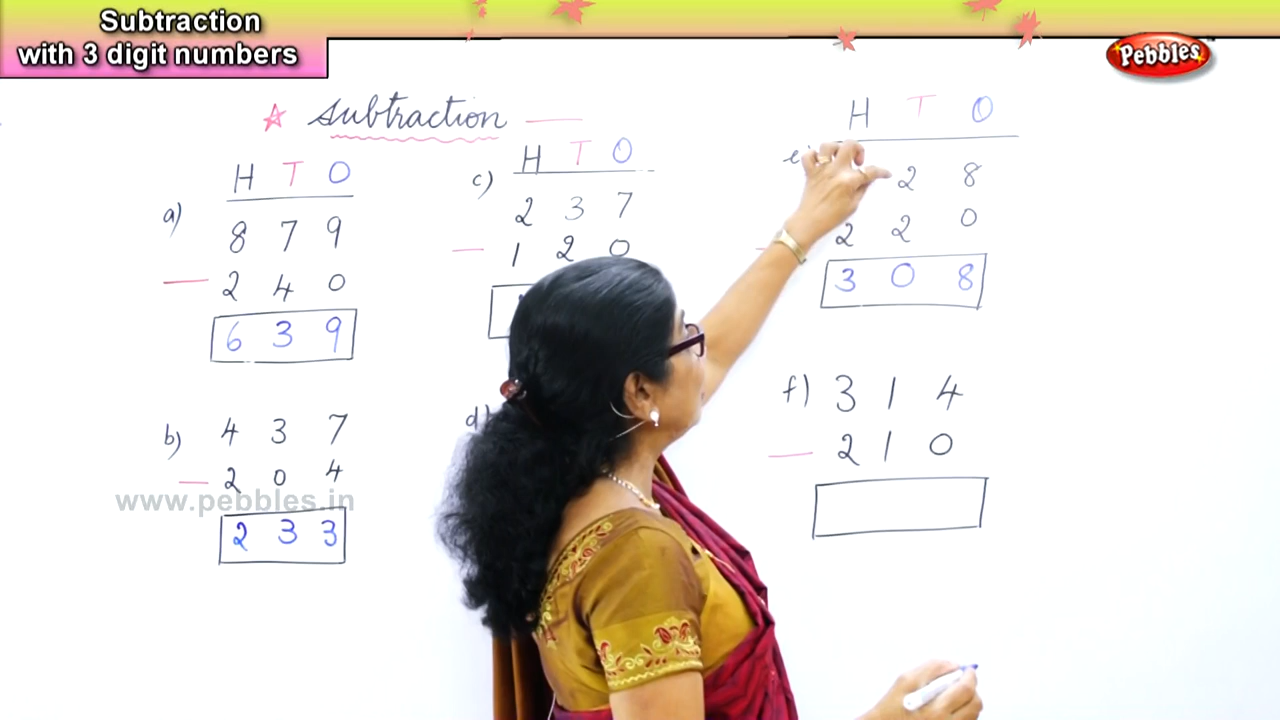 Subtraction
with 3 digit numbers
Pebbles
☆ Subtraction —
H T O
a) 8 7 9
— 2 4 0
6 3 9
b) 4 3 7
— 2 0 4
2 3 3
www.pebbles.in
H T O
c) 2 3 7
— 1 2 0
d)
H T O
e) 2 8
— 2 2 0
3 0 8
f) 3 1 4
— 2 1 0